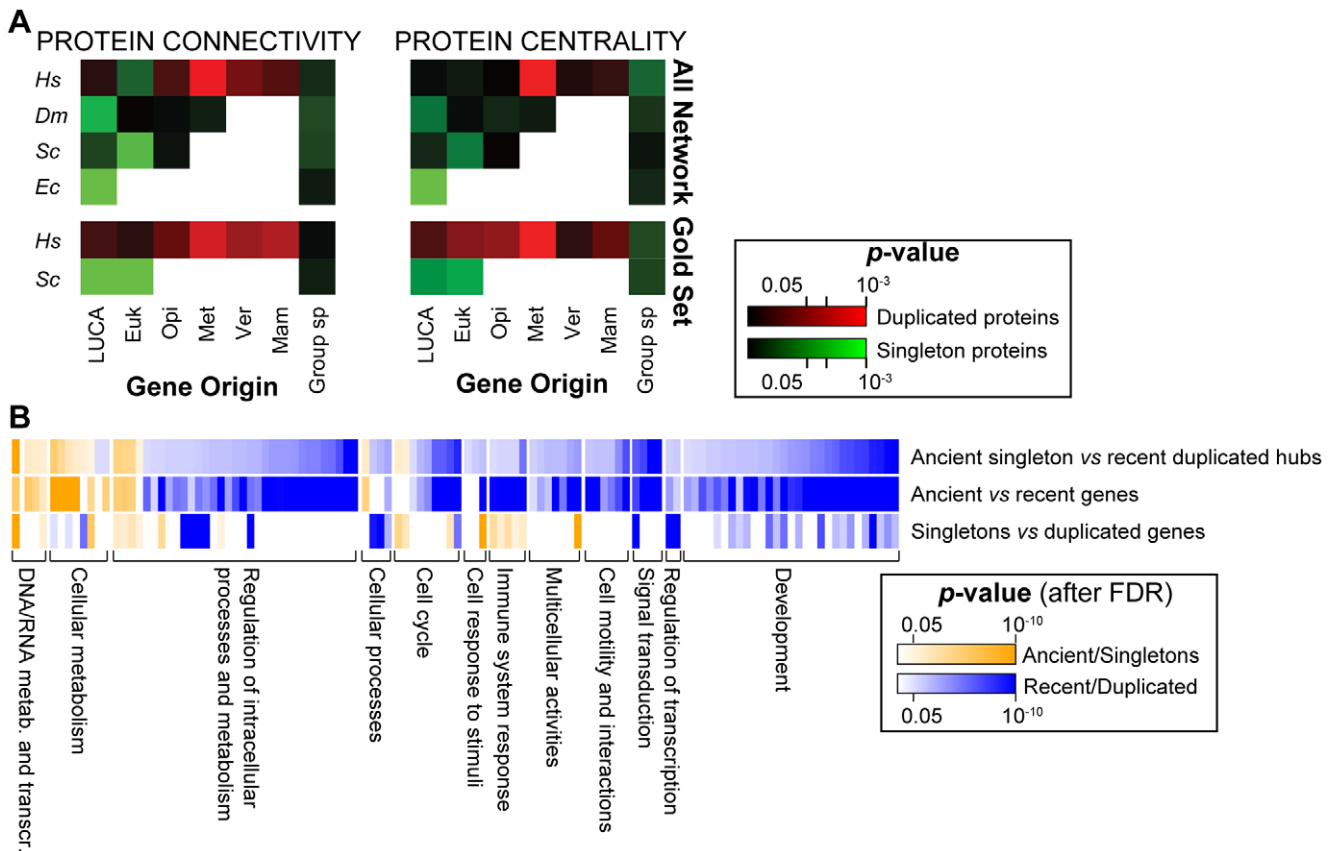 A
PROTEIN CONNECTIVITY
PROTEIN CENTRALITY
Hs
Dm
Sc
Ec
Hs
Sc
All Network
Gold Set
LUCA
Euk
Opi
Met
Ver
Mam
Group sp
Gene Origin
LUCA
Euk
Opi
Met
Ver
Mam
Group sp
Gene Origin
p-value
0.05 10⁻³
Duplicated proteins
Singleton proteins
0.05 10⁻³
B
Ancient singleton vs recent duplicated hubs
Ancient vs recent genes
Singletons vs duplicated genes
DNA/RNA metab. and transcr.
Cellular metabolism
Regulation of intracellular
processes and metabolism
Cellular processes
Cell cycle
Cell response to stimuli
Immune system response
Multicellular activities
Cell motility and interactions
Signal transduction
Regulation of transcription
Development
p-value (after FDR)
0.05 10⁻¹⁰
Ancient/Singletons
Recent/Duplicated
0.05 10⁻¹⁰